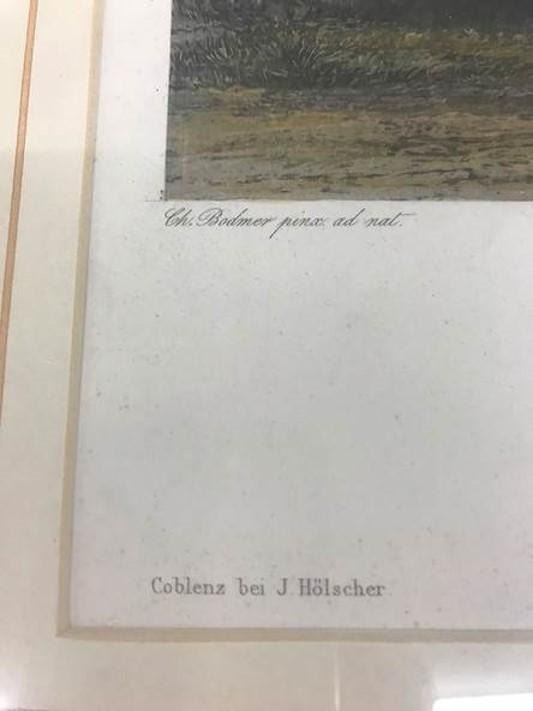 Ch. Bodmer pinx. ad nat.
Coblenz bei J. Hölscher